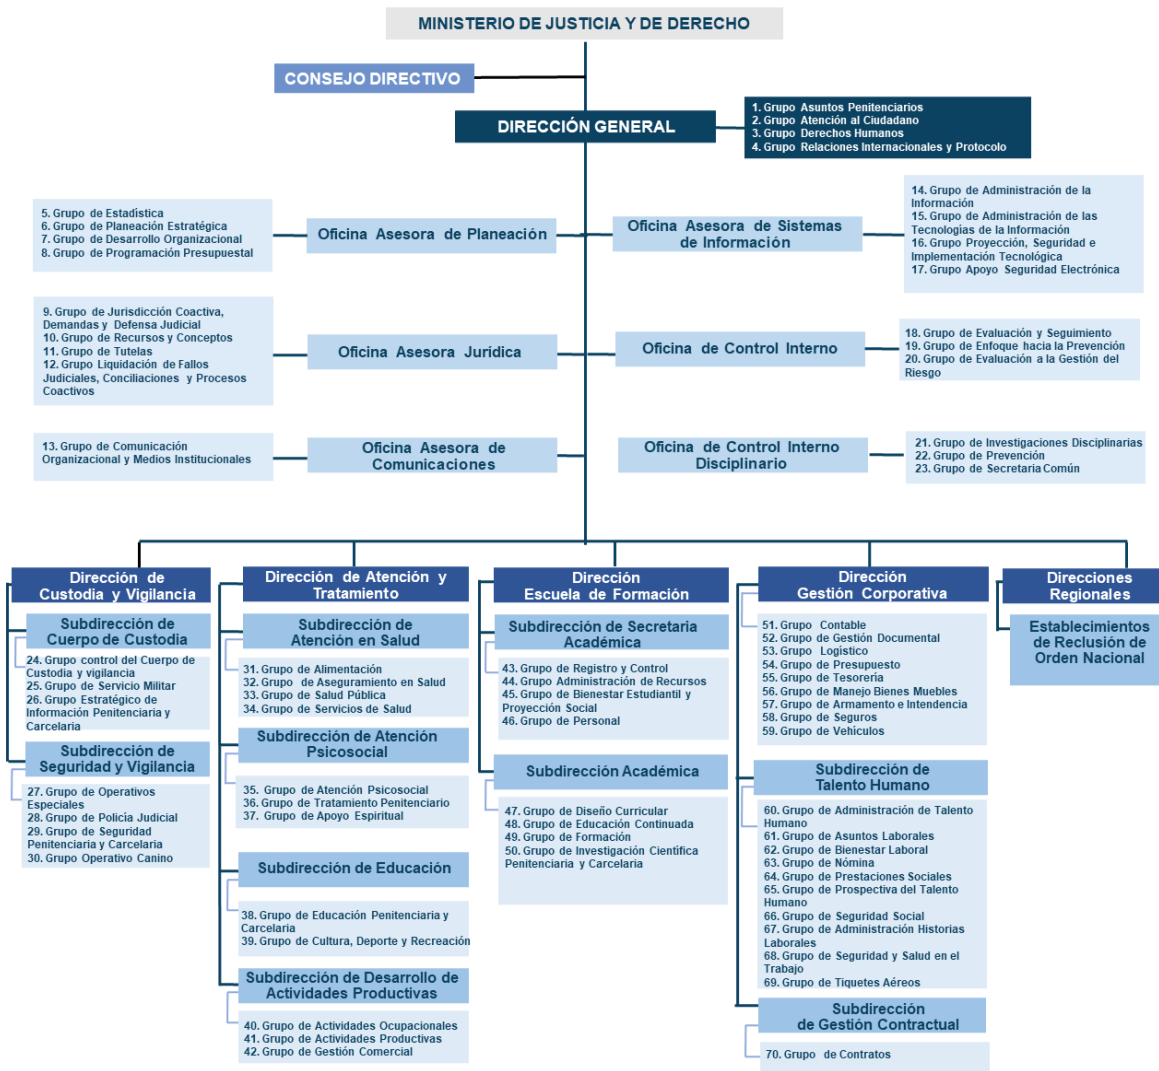 MINISTERIO DE JUSTICIA Y DE DERECHO
CONSEJO DIRECTIVO
DIRECCIÓN GENERAL
1. Grupo Asuntos Penitenciarios
2. Grupo Atención al Ciudadano
3. Grupo Derechos Humanos
4. Grupo Relaciones Internacionales y Protocolo
5. Grupo de Estadística
6. Grupo de Planeación Estratégica
7. Grupo de Desarrollo Organizacional
8. Grupo de Programación Presupuestal
Oficina Asesora de Planeación
Oficina Asesora de Sistemas
de Información
14. Grupo de Administración de la
Información
15. Grupo de Administración de las
Tecnologías de la Información
16. Grupo Proyección, Seguridad e
Implementación Tecnológica
17. Grupo Apoyo Seguridad Electrónica
9. Grupo de Jurisdicción Coactiva,
Demandas y Defensa Judicial
10. Grupo de Recursos y Conceptos
11. Grupo de Tutelas
12. Grupo Liquidación de Fallos
Judiciales, Conciliaciones y Procesos
Coactivos
Oficina Asesora Jurídica
Oficina de Control Interno
18. Grupo de Evaluación y Seguimiento
19. Grupo de Enfoque hacia la Prevención
20. Grupo de Evaluación a la Gestión del
Riesgo
13. Grupo de Comunicación
Organizacional y Medios Institucionales
Oficina Asesora de
Comunicaciones
Oficina de Control Interno
Disciplinario
21. Grupo de Investigaciones Disciplinarias
22. Grupo de Prevención
23. Grupo de Secretaria Común
Dirección de
Custodia y Vigilancia
Subdirección de
Cuerpo de Custodia
24. Grupo control del Cuerpo de
Custodia y vigilancia
25. Grupo de Servicio Militar
26. Grupo Estratégico de
Información Penitenciaria y
Carcelaria
Subdirección de
Seguridad y Vigilancia
27. Grupo de Operativos
Especiales
28. Grupo de Policía Judicial
29. Grupo de Seguridad
Penitenciaria y Carcelaria
30. Grupo Operativo Canino
Dirección de Atención y
Tratamiento
Subdirección de
Atención en Salud
31. Grupo de Alimentación
32. Grupo de Aseguramiento en Salud
33. Grupo de Salud Pública
34. Grupo de Servicios de Salud
Subdirección de Atención
Psicosocial
35. Grupo de Atención Psicosocial
36. Grupo de Tratamiento Penitenciario
37. Grupo de Apoyo Espiritual
Subdirección de Educación
38. Grupo de Educación Penitenciaria y
Carcelaria
39. Grupo de Cultura, Deporte y Recreación
Subdirección de Desarrollo de
Actividades Productivas
40. Grupo de Actividades Ocupacionales
41. Grupo de Actividades Productivas
42. Grupo de Gestión Comercial
Dirección
Escuela de Formación
Subdirección de Secretaria
Académica
43. Grupo de Registro y Control
44. Grupo Administración de Recursos
45. Grupo de Bienestar Estudiantil y
Proyección Social
46. Grupo de Personal
Subdirección Académica
47. Grupo de Diseño Curricular
48. Grupo de Educación Continuada
49. Grupo de Formación
50. Grupo de Investigación Científica
Penitenciaria y Carcelaria
Dirección
Gestión Corporativa
51. Grupo Contable
52. Grupo de Gestión Documental
53. Grupo Logístico
54. Grupo de Presupuesto
55. Grupo de Tesorería
56. Grupo de Manejo Bienes Muebles
57. Grupo de Armamento e Intendencia
58. Grupo de Seguros
59. Grupo de Vehículos
Subdirección de
Talento Humano
60. Grupo de Administración de Talento
Humano
61. Grupo de Asuntos Laborales
62. Grupo de Bienestar Laboral
63. Grupo de Nómina
64. Grupo de Prestaciones Sociales
65. Grupo de Prospectiva del Talento
Humano
66. Grupo de Seguridad Social
67. Grupo de Administración Historias
Laborales
68. Grupo de Seguridad y Salud en el
Trabajo
69. Grupo de Tiquetes Aéreos
Subdirección
de Gestión Contractual
70. Grupo de Contratos
Direcciones
Regionales
Establecimientos
de Reclusión de
Orden Nacional